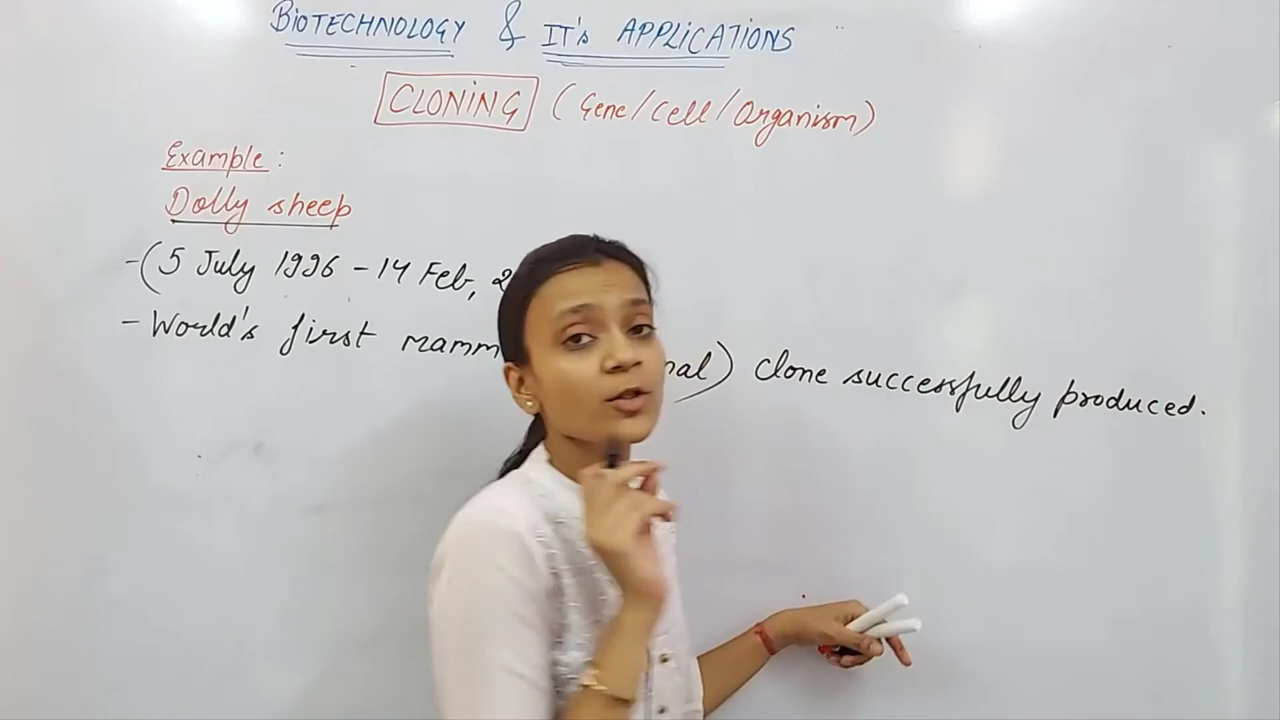 BIOTECHNOLOGY & IT's APPLICATIONS
CLONING (Gene/Cell/Organism)
Example:
Dolly sheep
-(5 July 1996 - 14 Feb, 2
- World's first mamm nal) clone successfully produced.